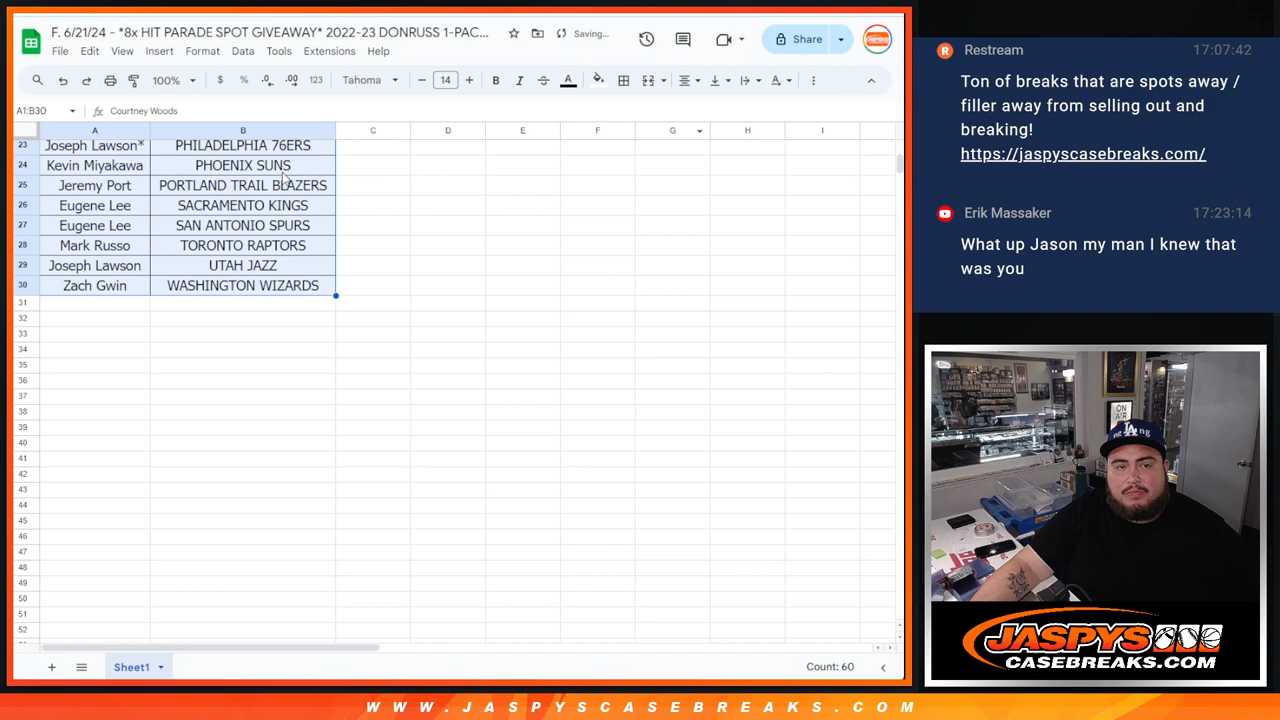 F. 6/21/24 - *8x HIT PARADE SPOT GIVEAWAY* 2022-23 DONRUSS 1-PAC...
Saving...
Share
File Edit View Insert Format Data Tools Extensions Help
100% $ % .0 .00 123 Tahoma 14 B I A
A1:B30 fx Courtney Woods
A B C D E F G H I
23 Joseph Lawson* PHILADELPHIA 76ERS
24 Kevin Miyakawa PHOENIX SUNS
25 Jeremy Port PORTLAND TRAIL BLAZERS
26 Eugene Lee SACRAMENTO KINGS
27 Eugene Lee SAN ANTONIO SPURS
28 Mark Russo TORONTO RAPTORS
29 Joseph Lawson UTAH JAZZ
30 Zach Gwin WASHINGTON WIZARDS
31
32
33
34
35
36
37
38
39
40
41
42
43
44
45
46
47
48
49
50
51
52
Sheet1
Count: 60
R Restream 17:07:42
Ton of breaks that are spots away /
filler away from selling out and
breaking!
https://jaspyscasebreaks.com/
Erik Massaker 17:23:14
What up Jason my man I knew that
was you
ON
AIR
LA
JASPYS
CASEBREAKS.COM
WWW.JASPYSCASEBREAKS.COM